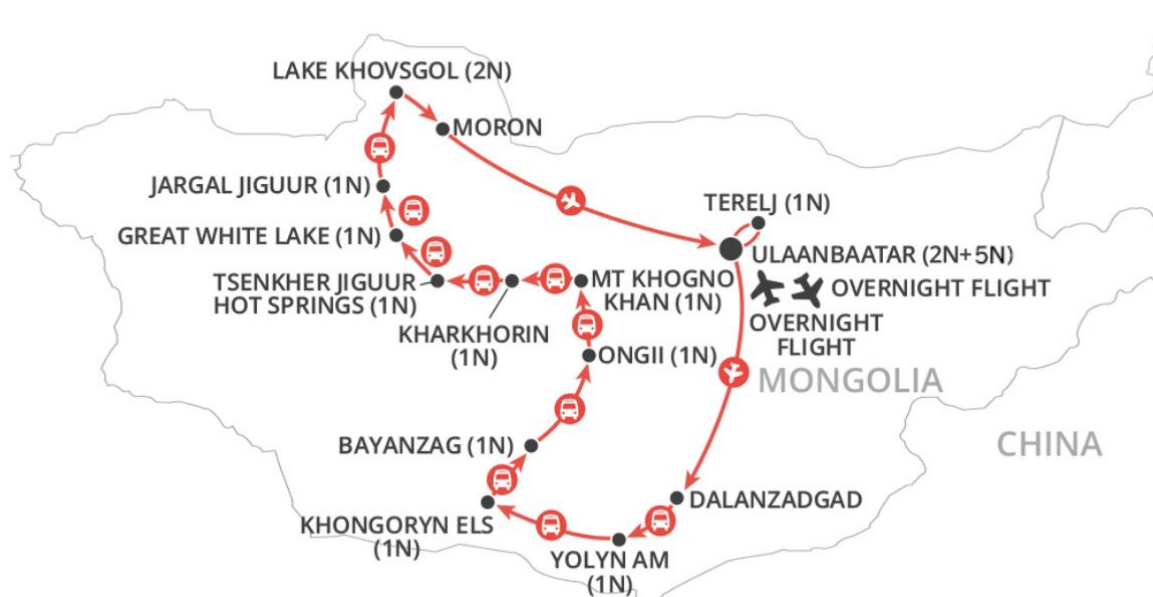 LAKE KHOVSGOL (2N)
MORON
JARGAL JIGUUR (1N)
TERELJ (1N)
GREAT WHITE LAKE (1N)
ULAANBAATAR (2N+5N)
TSENKHER JIGUUR
HOT SPRINGS (1N)
MT KHOGNO
KHAN (1N)
OVERNIGHT FLIGHT
OVERNIGHT
FLIGHT
KHARKHORIN
(1N)
ONGII (1N)
MONGOLIA
BAYANZAG (1N)
CHINA
DALANZADGAD
KHONGORYN ELS
(1N)
YOLYN AM
(1N)